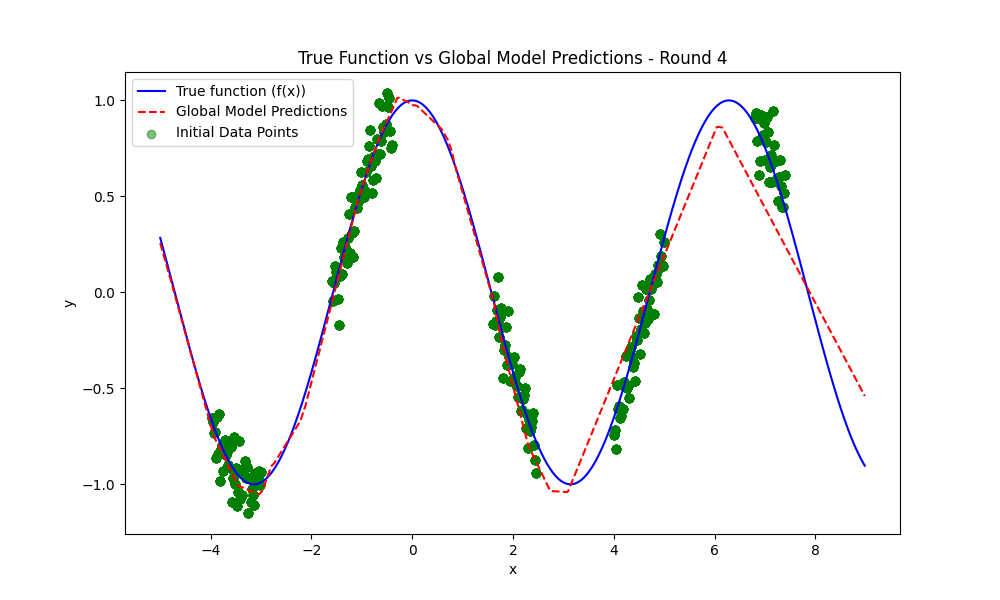 True Function vs Global Model Predictions - Round 4
True function (f(x))
Global Model Predictions
Initial Data Points
1.0
0.5
0.0
−0.5
−1.0
y
−4
−2
0
2
4
6
8
x